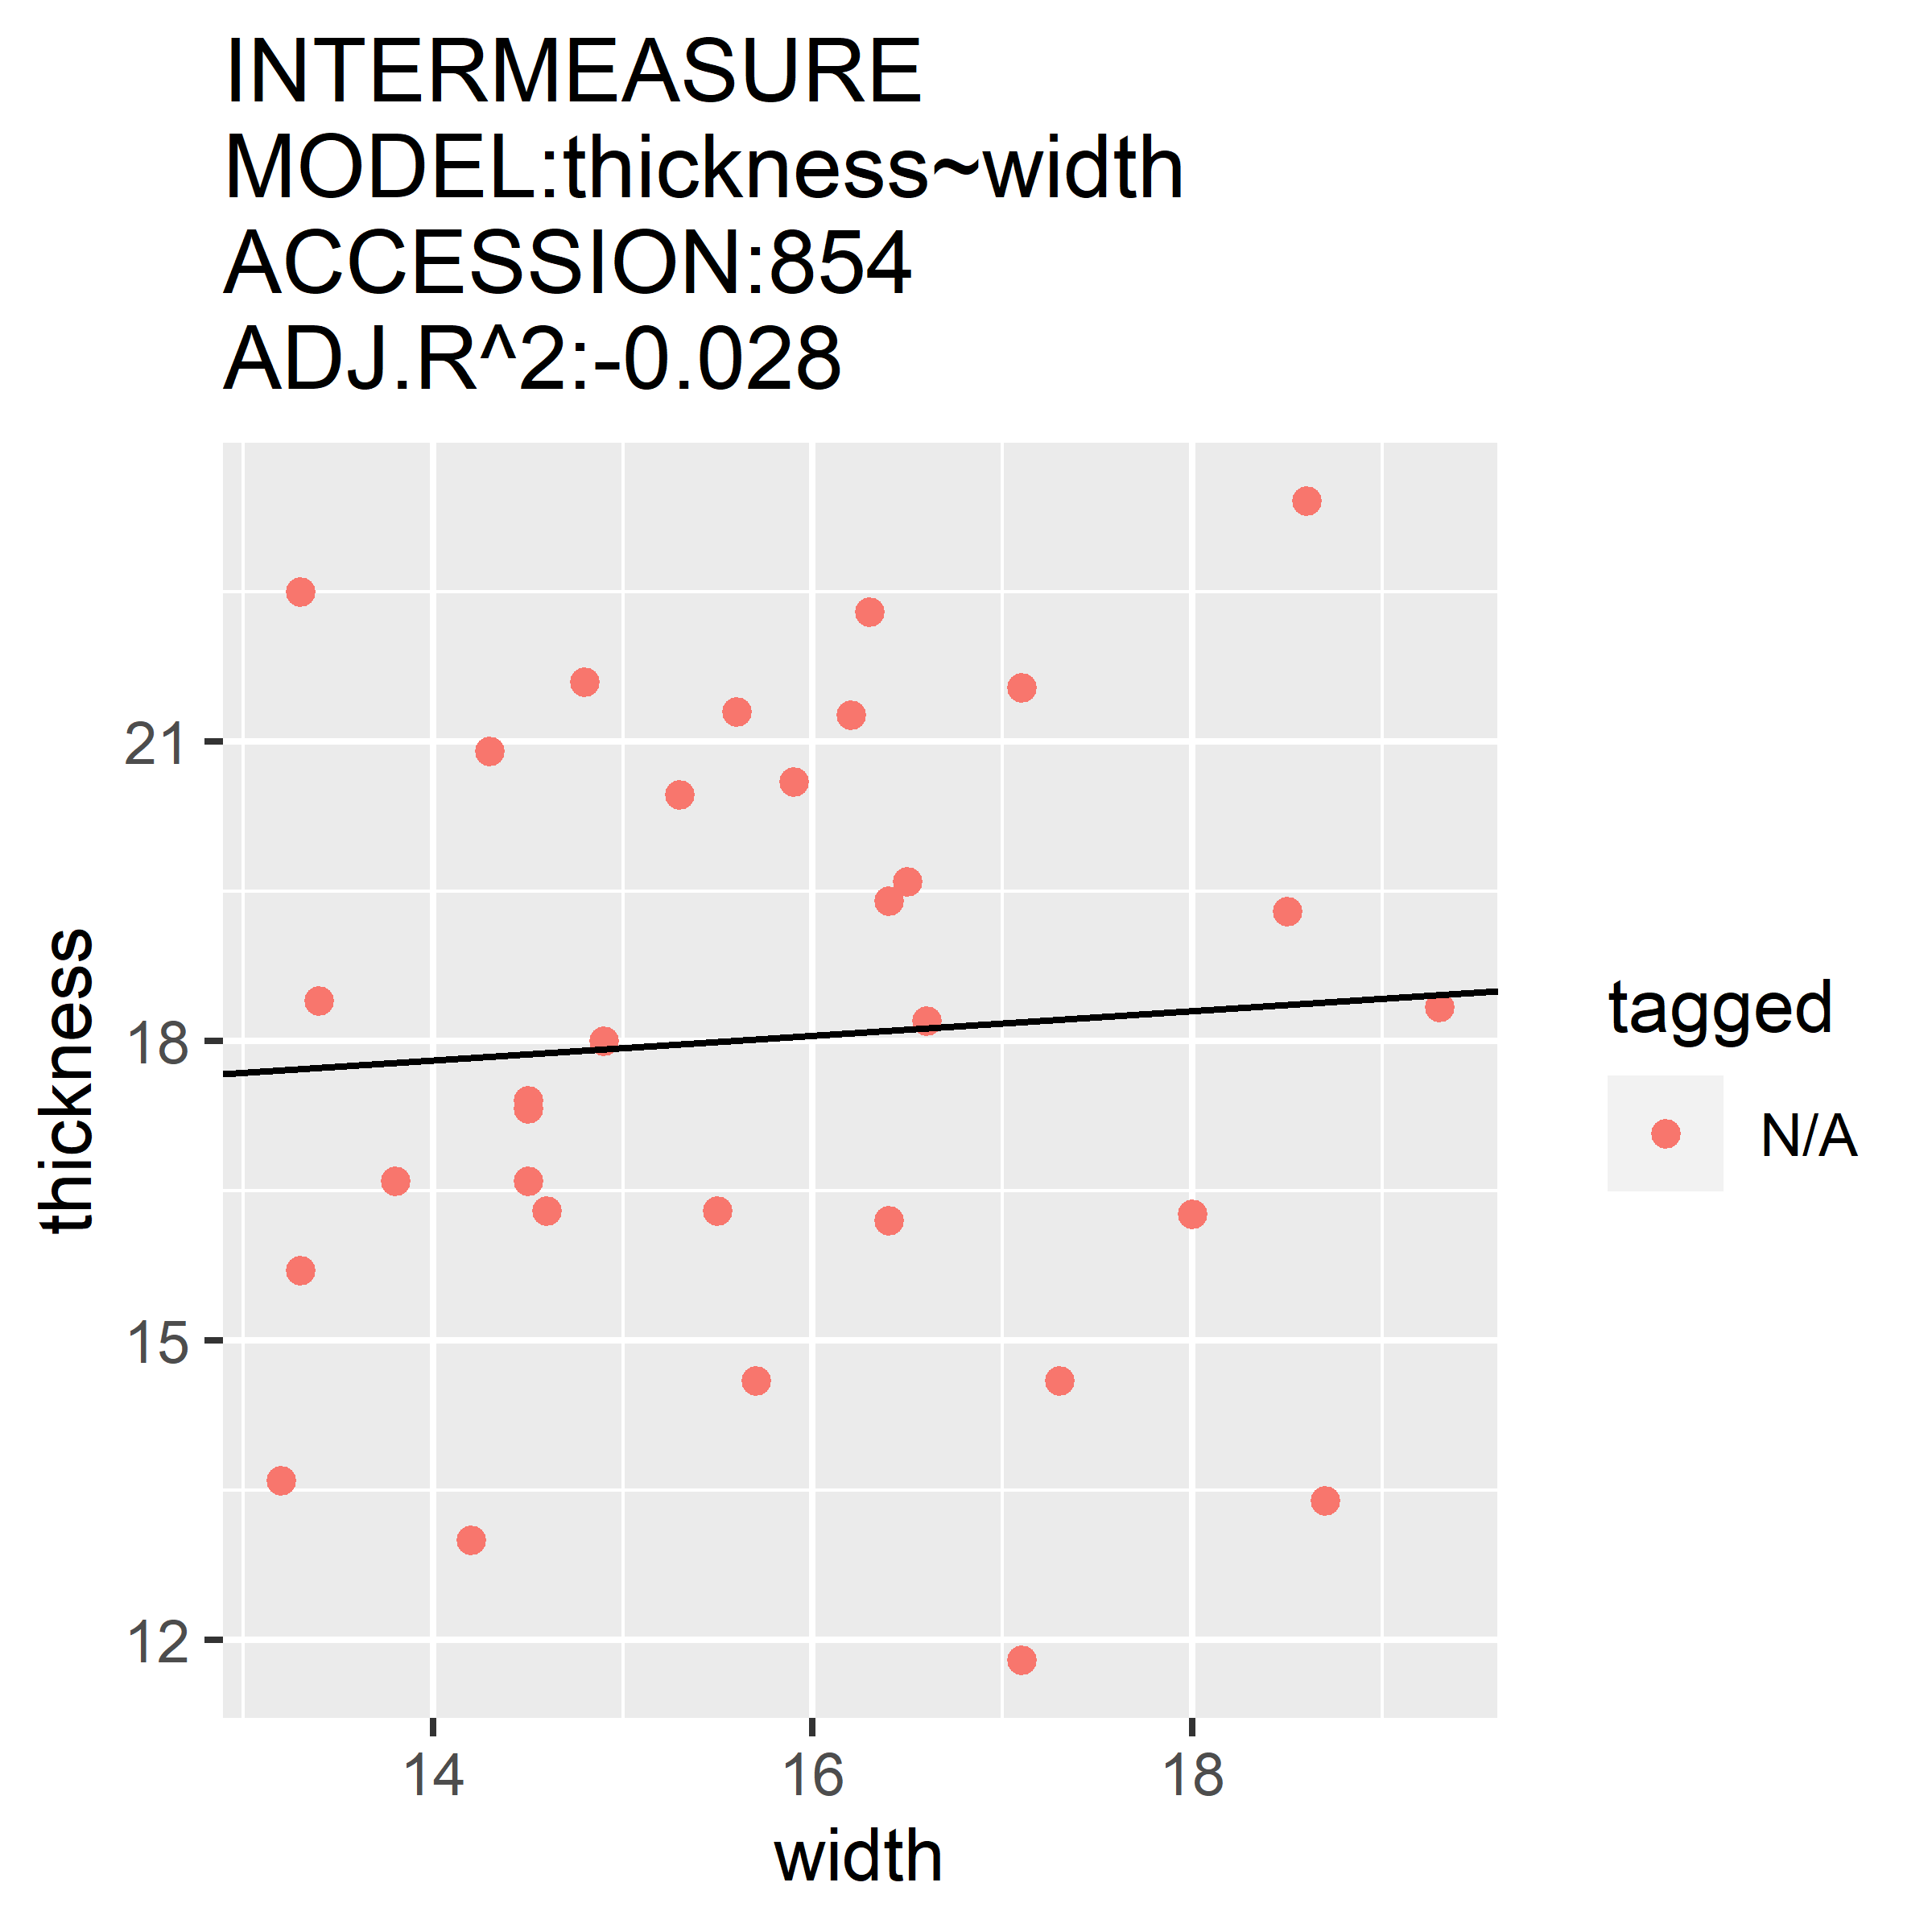 INTERMEASURE
MODEL:thickness~width
ACCESSION:854
ADJ.R^2:-0.028
21
18
15
12
thickness
14 16 18
width
tagged
N/A